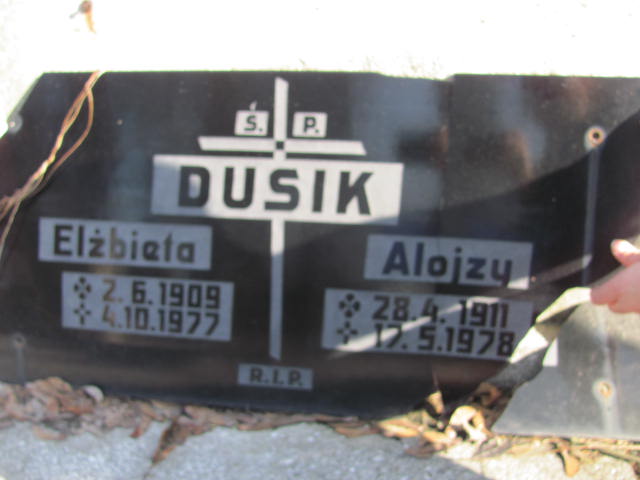 Ś. P.
DUSIK
Elżbieta
2.6.1909
4.10.1977
Alojzy
28.4.1911
17.5.1978
R.I.P.